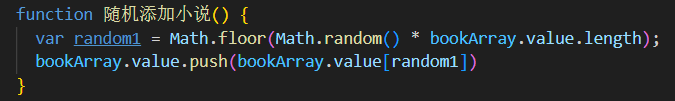 function 随机添加小说() {
  var random1 = Math.floor(Math.random() * bookArray.value.length);
  bookArray.value.push(bookArray.value[random1])
}